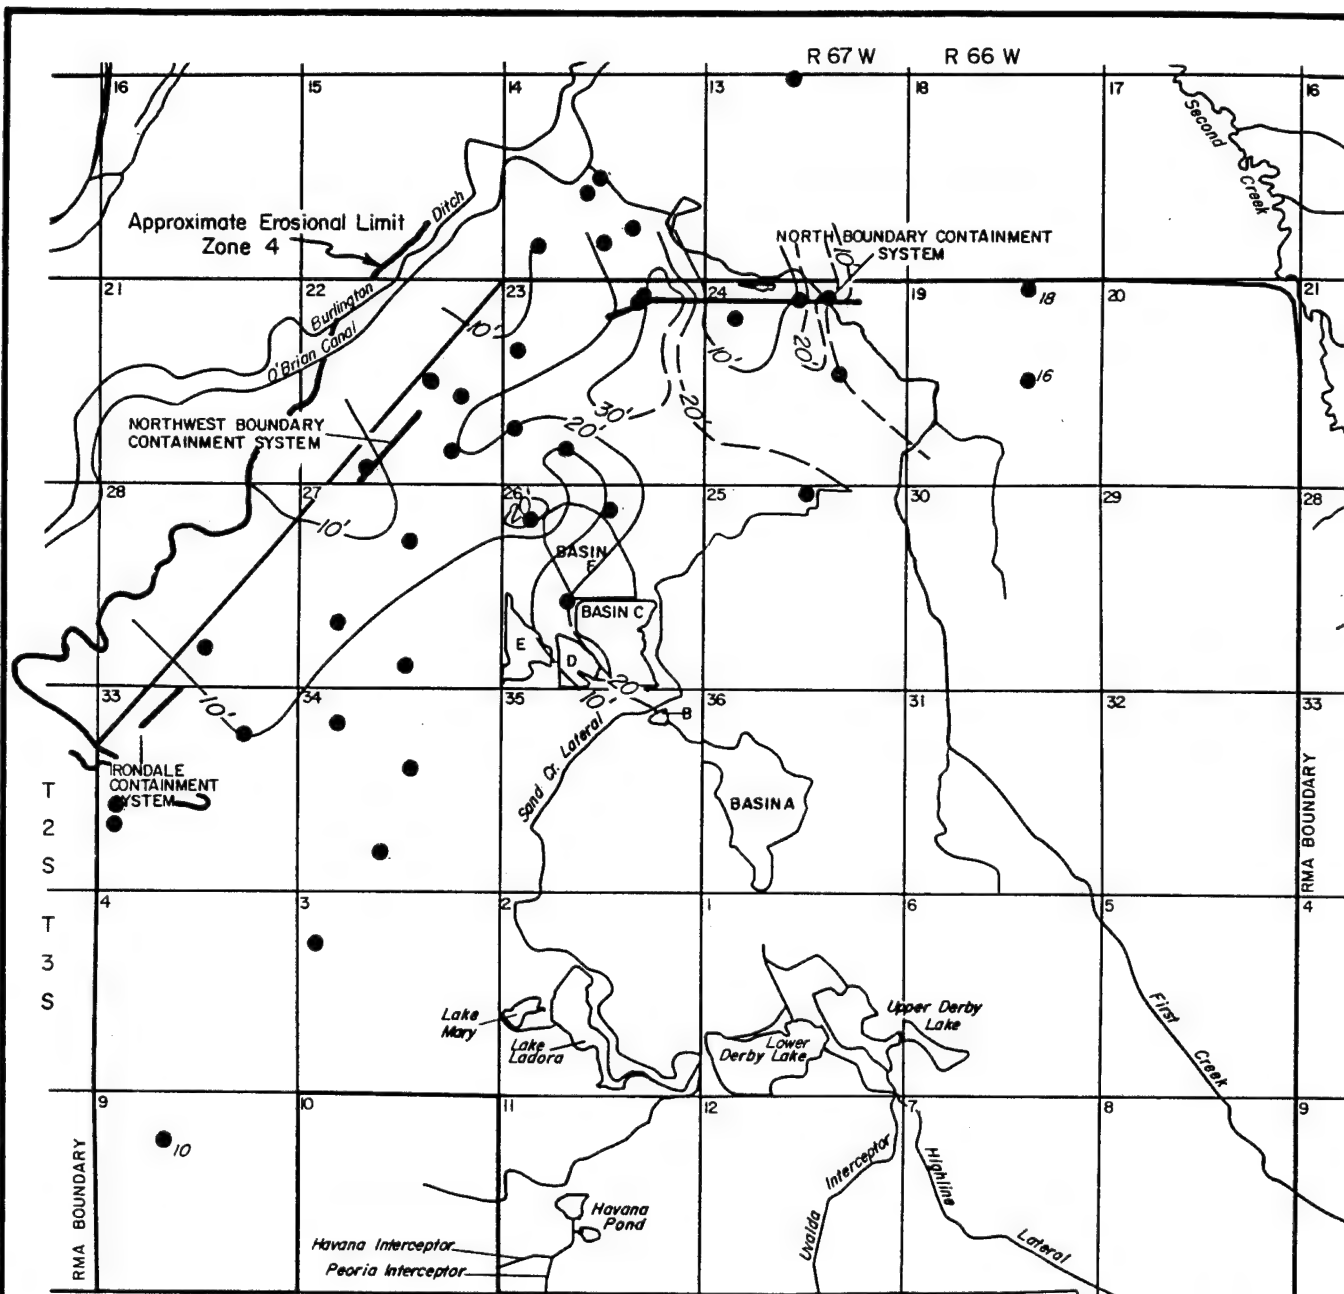 R 67 W R 66 W
16 15 14 13 18 17 16
Second
Creek
Approximate Erosional Limit
Zone 4
Ditch
NORTH BOUNDARY CONTAINMENT
SYSTEM
10'
21 22 23 24 19 20 21
18
Burlington
O'Brian Canal
10'
10'
20'
16
30'
20'
20'
NORTHWEST BOUNDARY
CONTAINMENT SYSTEM
28 27 26 25 30 29 28
10'
20'
BASIN
F
BASIN C
E
D
20'
10'
33 34 35 36 31 32 33
10'
B
Sand Cr. Lateral
IRONDALE
CONTAINMENT
SYSTEM
BASIN A
T
2
S
RMA BOUNDARY
4 3 2 1 6 5 4
T
3
S
Lake
Mary
Lake
Ladora
Upper Derby
Lake
Lower
Derby Lake
First
Creek
9 10 11 12 7 8 9
10
RMA BOUNDARY
Havana
Pond
Interceptor
Uvalda
Highline
Lateral
Havana Interceptor
Peoria Interceptor